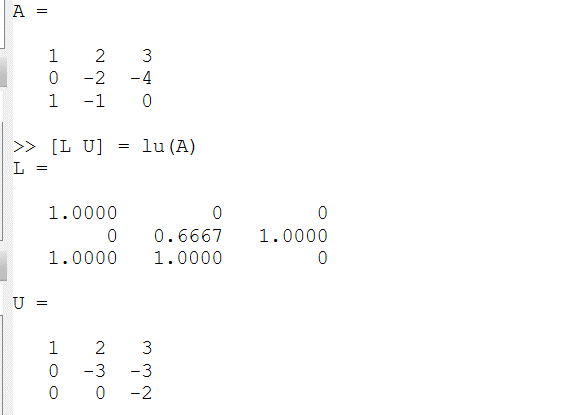 A =
1 2 3
0 -2 -4
1 -1 0
>> [L U] = lu(A)
L =
1.0000 0 0
0 0.6667 1.0000
1.0000 1.0000 0
U =
1 2 3
0 -3 -3
0 0 -2